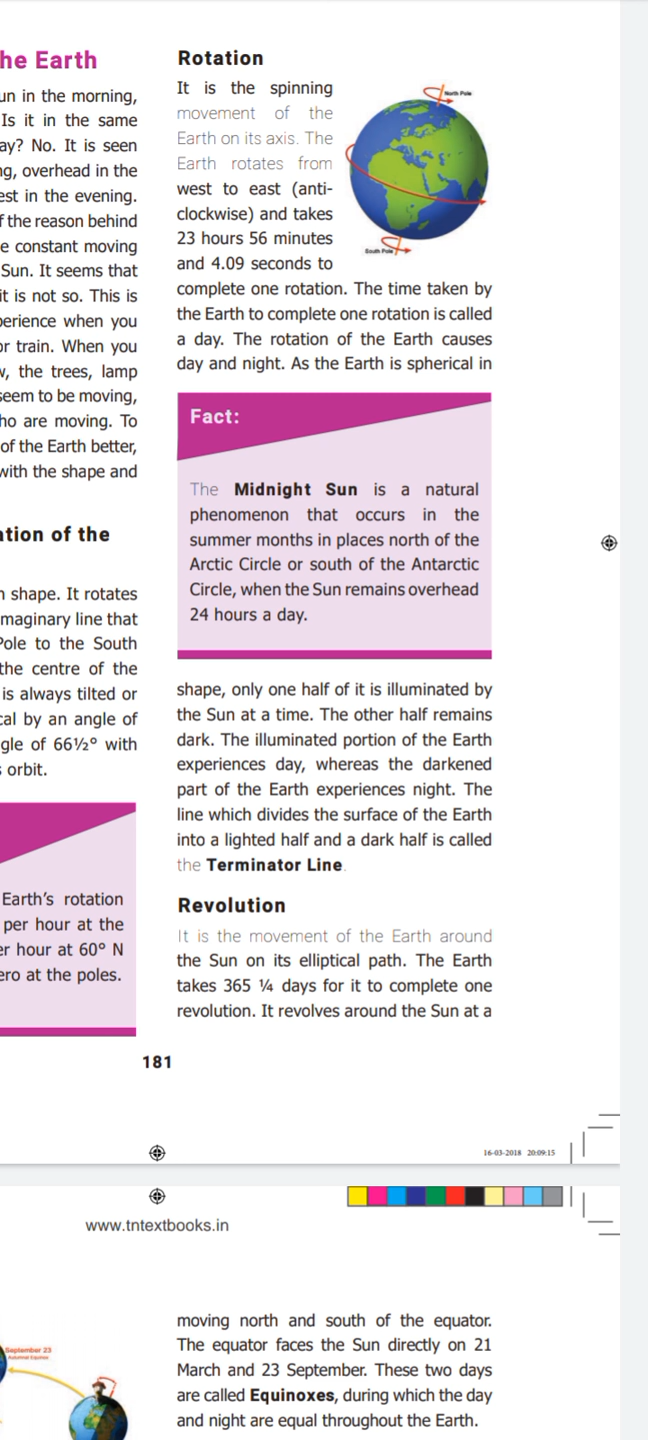 he Earth
un in the morning,
Is it in the same
ay? No. It is seen
ng, overhead in the
est in the evening.
f the reason behind
e constant moving
Sun. It seems that
it is not so. This is
perience when you
or train. When you
w, the trees, lamp
seem to be moving,
ho are moving. To
of the Earth better,
with the shape and
ation of the
n shape. It rotates
maginary line that
Pole to the South
the centre of the
is always tilted or
cal by an angle of
gle of 66½° with
s orbit.
Earth's rotation
per hour at the
er hour at 60° N
ero at the poles.
Rotation
It is the spinning
movement of the
Earth on its axis. The
Earth rotates from
west to east (anti-
clockwise) and takes
23 hours 56 minutes
and 4.09 seconds to
North Pole
South Pole
complete one rotation. The time taken by
the Earth to complete one rotation is called
a day. The rotation of the Earth causes
day and night. As the Earth is spherical in
Fact:
The Midnight Sun is a natural
phenomenon that occurs in the
summer months in places north of the
Arctic Circle or south of the Antarctic
Circle, when the Sun remains overhead
24 hours a day.
shape, only one half of it is illuminated by
the Sun at a time. The other half remains
dark. The illuminated portion of the Earth
experiences day, whereas the darkened
part of the Earth experiences night. The
line which divides the surface of the Earth
into a lighted half and a dark half is called
the Terminator Line.
Revolution
It is the movement of the Earth around
the Sun on its elliptical path. The Earth
takes 365 ¼ days for it to complete one
revolution. It revolves around the Sun at a
181
16-03-2018 20:09:15
www.tntextbooks.in
September 23
Autumnal Equinox
moving north and south of the equator.
The equator faces the Sun directly on 21
March and 23 September. These two days
are called Equinoxes, during which the day
and night are equal throughout the Earth.